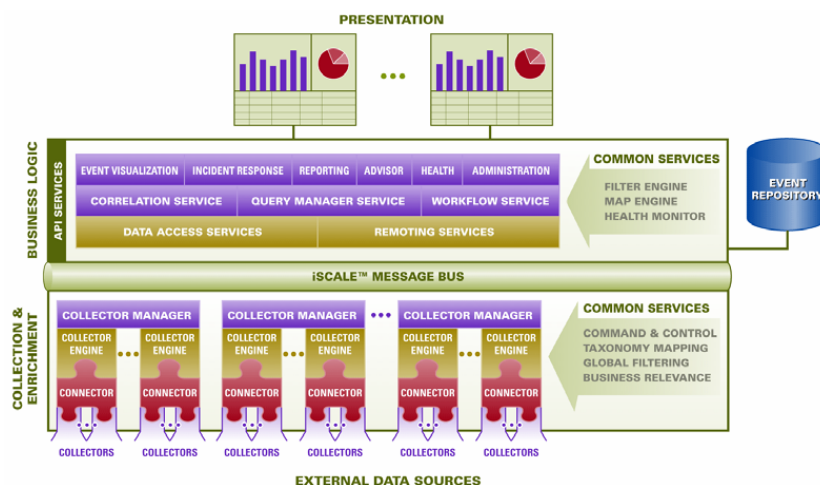 PRESENTATION
BUSINESS LOGIC
API SERVICES
EVENT VISUALIZATION
INCIDENT RESPONSE
REPORTING
ADVISOR
HEALTH
ADMINISTRATION
CORRELATION SERVICE
QUERY MANAGER SERVICE
WORKFLOW SERVICE
DATA ACCESS SERVICES
REMOTING SERVICES
COMMON SERVICES
FILTER ENGINE
MAP ENGINE
HEALTH MONITOR
EVENT
REPOSITORY
iSCALE™ MESSAGE BUS
COLLECTION &
ENRICHMENT
COLLECTOR MANAGER
COLLECTOR MANAGER
COLLECTOR MANAGER
COLLECTOR
ENGINE
COLLECTOR
ENGINE
COLLECTOR
ENGINE
COLLECTOR
ENGINE
COLLECTOR
ENGINE
COLLECTOR
ENGINE
CONNECTOR
CONNECTOR
CONNECTOR
CONNECTOR
CONNECTOR
CONNECTOR
COLLECTORS
COLLECTORS
COLLECTORS
COLLECTORS
COLLECTORS
COLLECTORS
COMMON SERVICES
COMMAND & CONTROL
TAXONOMY MAPPING
GLOBAL FILTERING
BUSINESS RELEVANCE
EXTERNAL DATA SOURCES